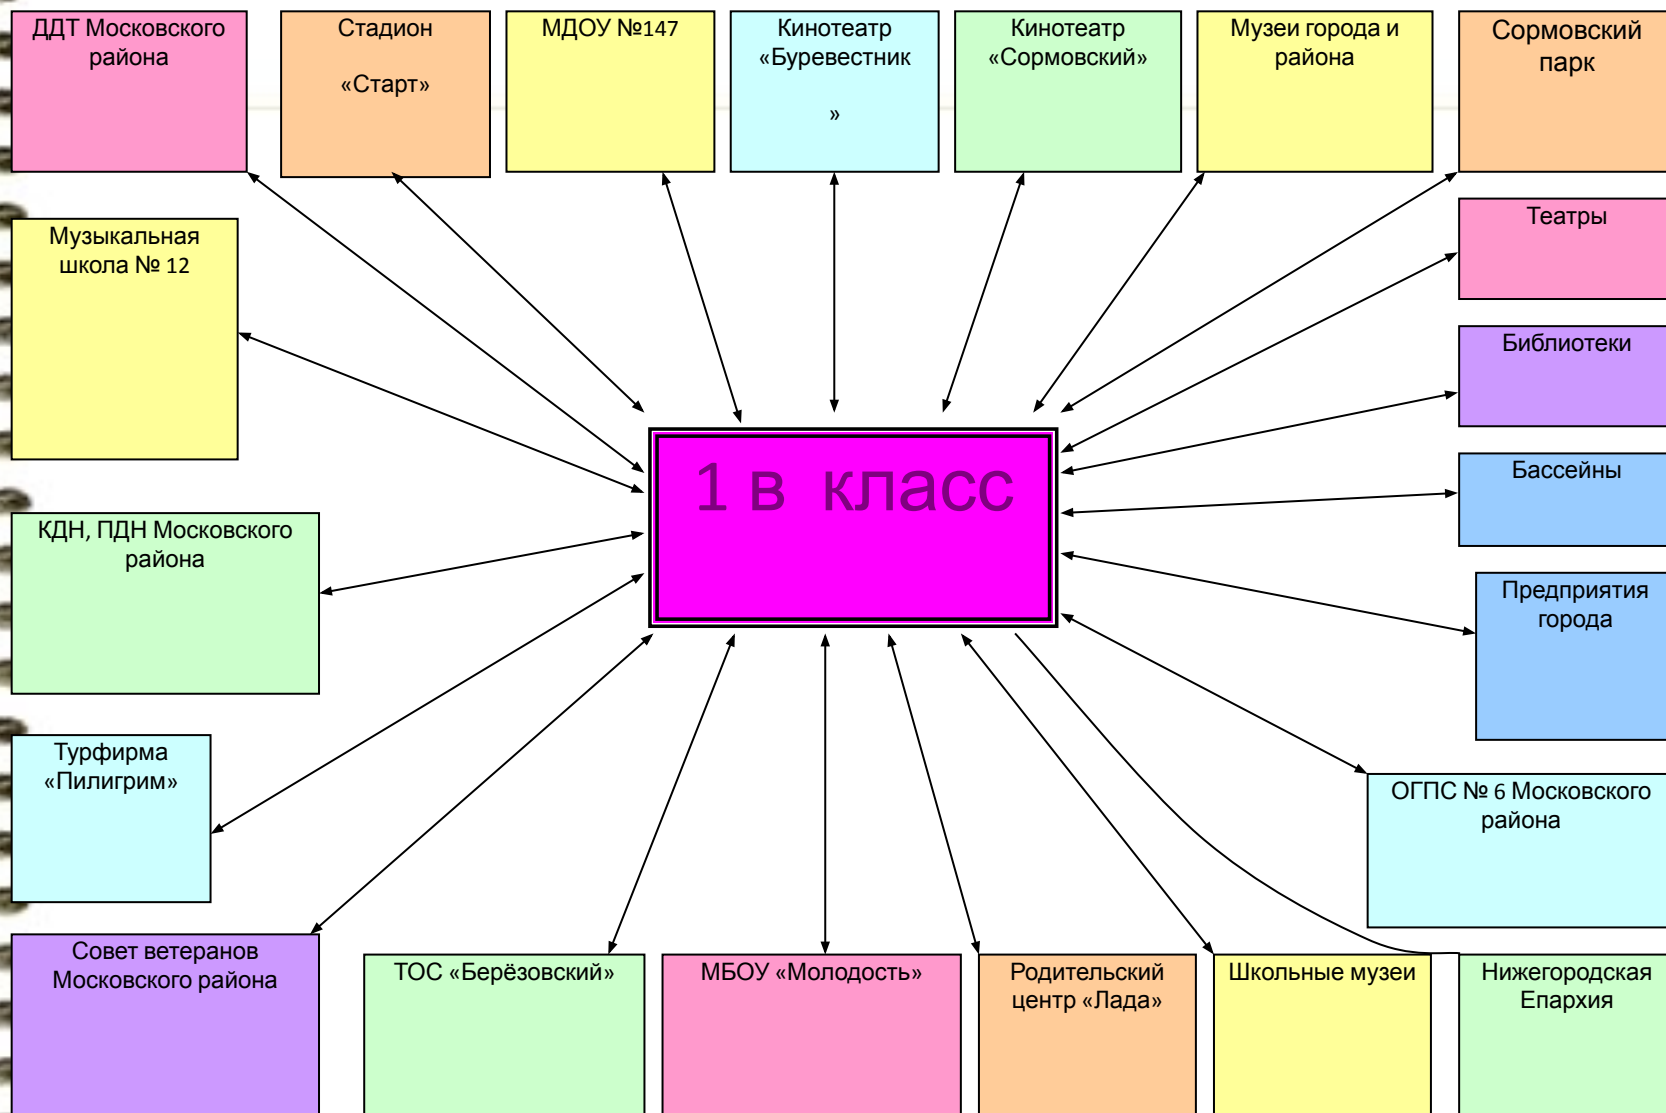 ДДТ Московского
района
Стадион
«Старт»
МДОУ №147
Кинотеатр
«Буревестник
»
Кинотеатр
«Сормовский»
Музеи города и
района
Сормовский
парк
Музыкальная
школа № 12
Театры
Библиотеки
1 в класс
Бассейны
КДН, ПДН Московского
района
Предприятия
города
Турфирма
«Пилигрим»
ОГПС № 6 Московского
района
Совет ветеранов
Московского района
ТОС «Берёзовский»
МБОУ «Молодость»
Родительский
центр «Лада»
Школьные музеи
Нижегородская
Епархия